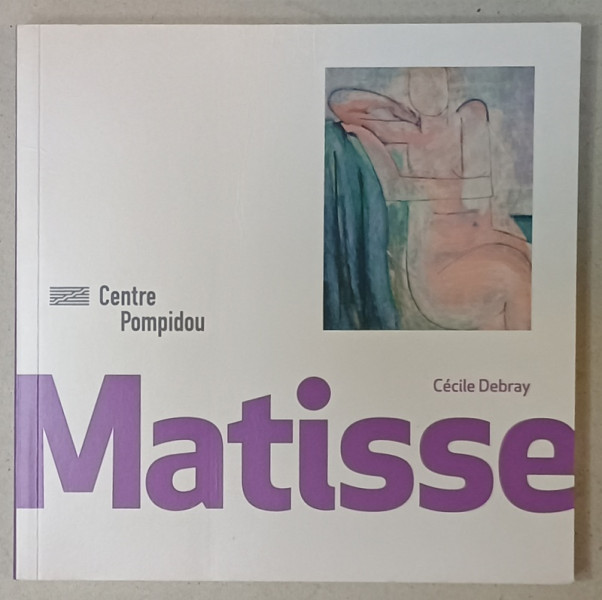 Centre
Pompidou
Cécile Debray
Matisse